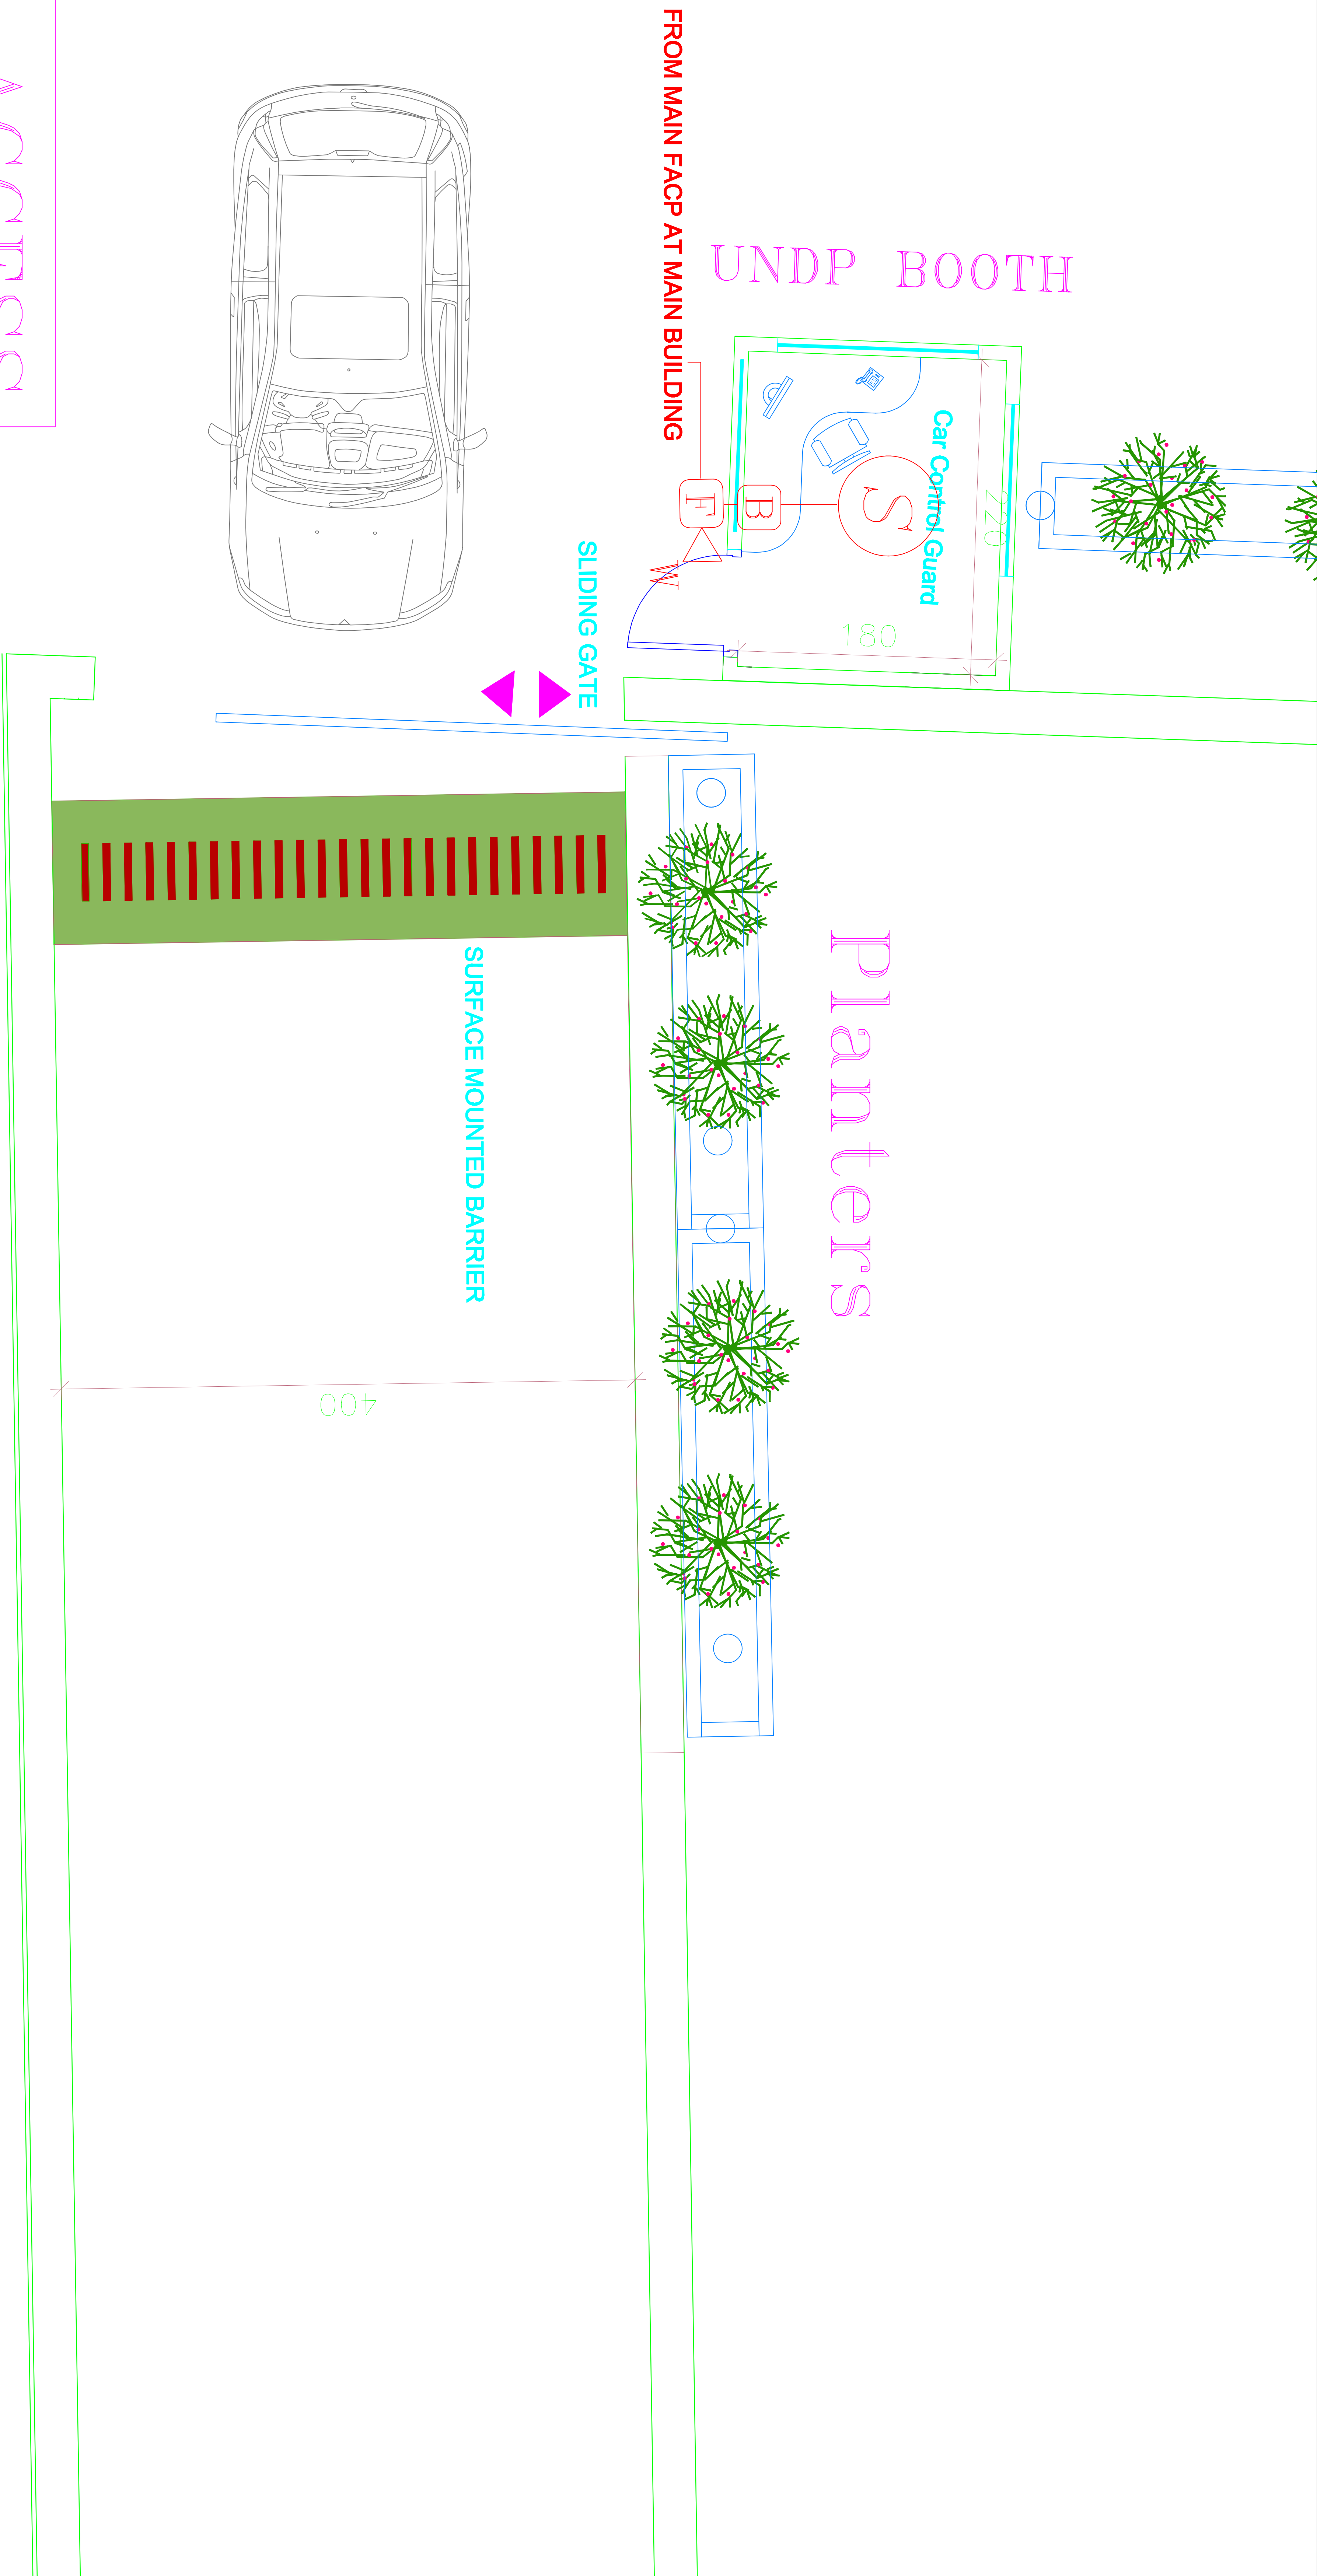 ACCESS
FROM MAIN FACP AT MAIN BUILDING
UNDP BOOTH
Car Control Guard
220
180
F
B
S
W
SLIDING GATE
SURFACE MOUNTED BARRIER
Planters
400